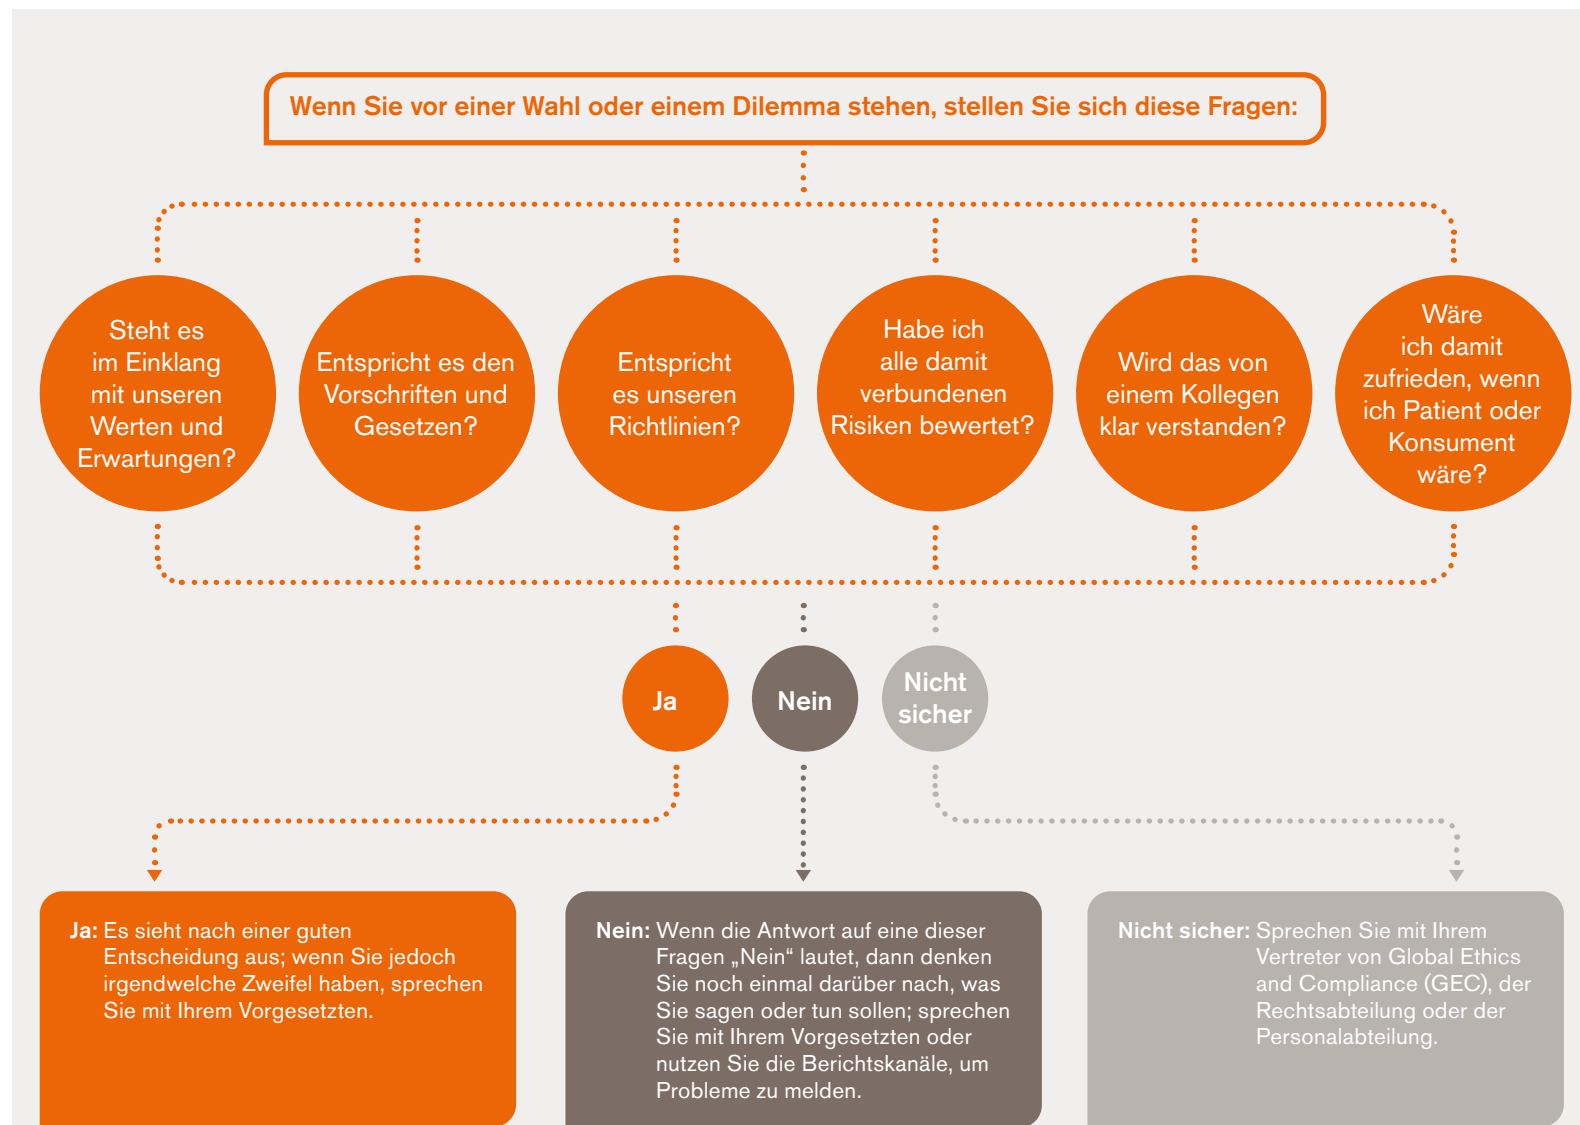 Wenn Sie vor einer Wahl oder einem Dilemma stehen, stellen Sie sich diese Fragen:
Steht es
im Einklang
mit unseren
Werten und
Erwartungen?
Entspricht es den
Vorschriften und
Gesetzen?
Entspricht
es unseren
Richtlinien?
Habe ich
alle damit
verbundenen
Risiken bewertet?
Wird das von
einem Kollegen
klar verstanden?
Wäre
ich damit
zufrieden, wenn
ich Patient oder
Konsument
wäre?
Ja
Nein
Nicht
sicher
Ja: Es sieht nach einer guten
Entscheidung aus; wenn Sie jedoch
irgendwelche Zweifel haben, sprechen
Sie mit Ihrem Vorgesetzten.
Nein: Wenn die Antwort auf eine dieser
Fragen „Nein“ lautet, dann denken
Sie noch einmal darüber nach, was
Sie sagen oder tun sollen; sprechen
Sie mit Ihrem Vorgesetzten oder
nutzen Sie die Berichtskanäle, um
Probleme zu melden.
Nicht sicher: Sprechen Sie mit Ihrem
Vertreter von Global Ethics
and Compliance (GEC), der
Rechtsabteilung oder der
Personalabteilung.